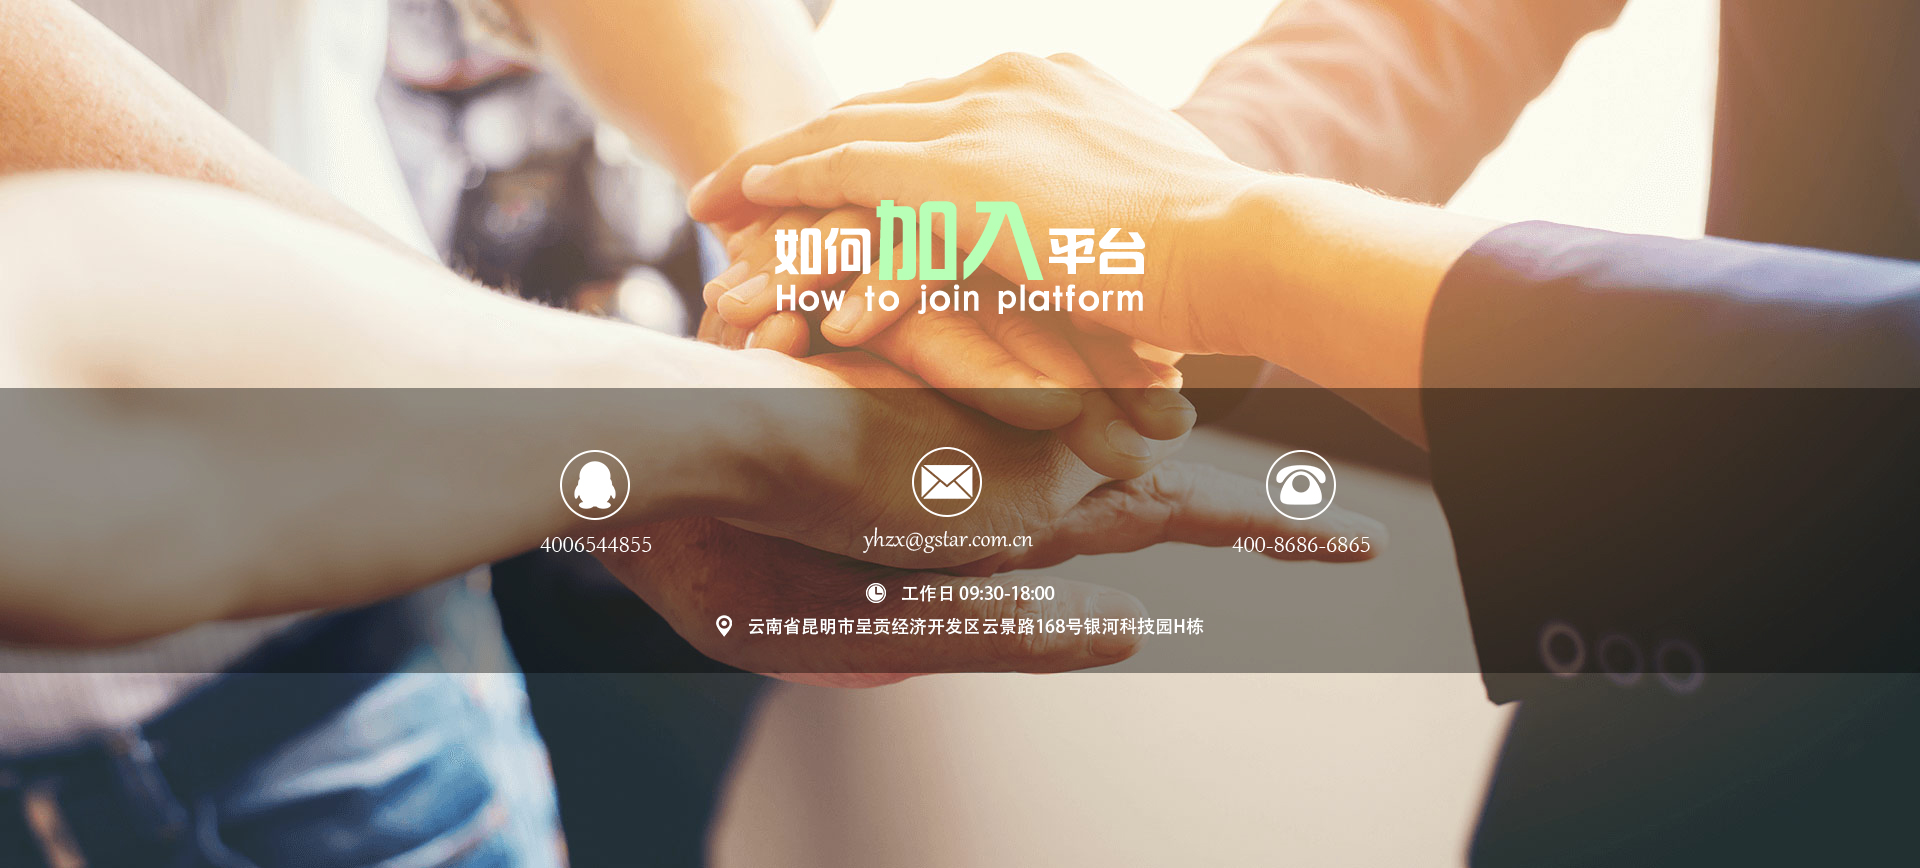 如何加入平台
How to join platform
4006544855
yhzx@gstar.com.cn
400-8686-6865
工作日 09:30-18:00
云南省昆明市呈贡经济开发区云景路168号银河科技园H栋